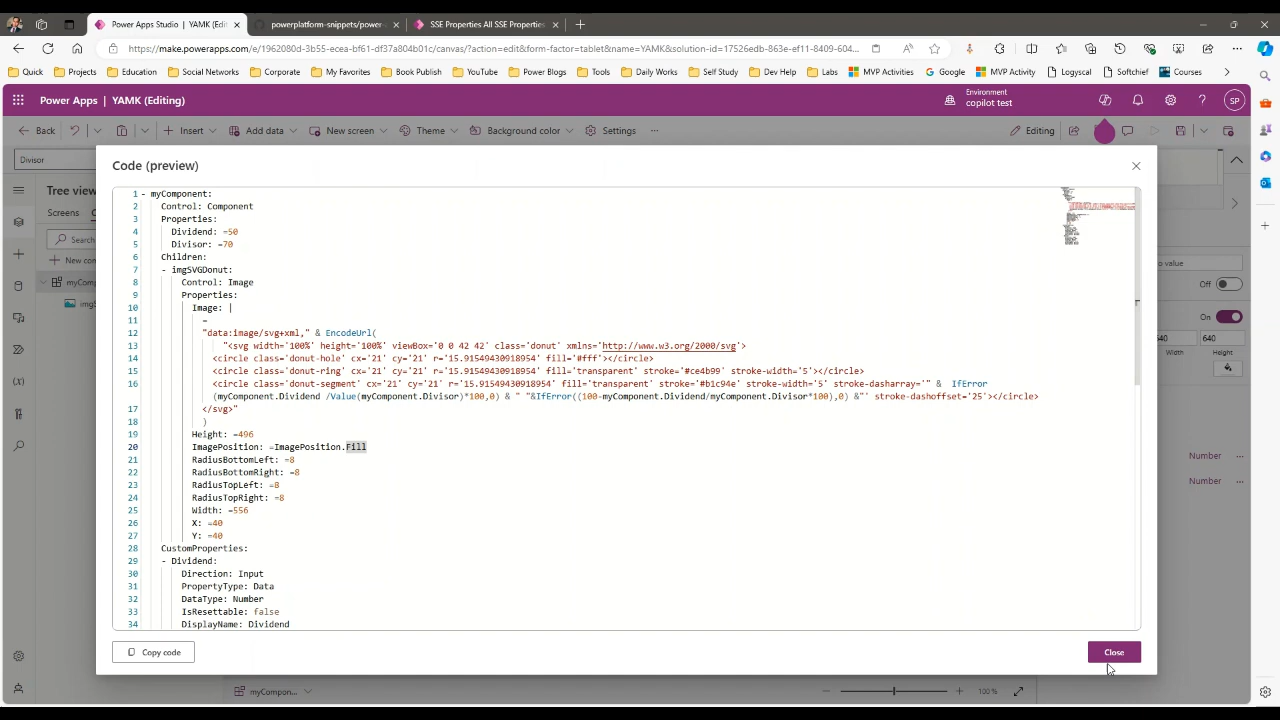 Power Apps Studio | YAMK (Edit
powerplatform-snippets/power-
SSE Properties All SSE Properties
https://make.powerapps.com/e/1962080d-3b55-ecea-bf61-df37a804b01c/canvas/?action=edit&form-factor=tablet&name=YAMK&solution-id=17526edb-863e-ef11-8409-604...
Quick Projects Education Social Networks Corporate My Favorites Book Publish YouTube Power Blogs Tools Daily Works Self Study Dev Help Labs MVP Activities Google MVP Activity Logyscal Softchief Courses
Power Apps | YAMK (Editing)
Environment
copilot test
SP
Back Insert Add data New screen Theme Background color Settings ... Editing
Divisor
Tree view
Screens
Search
New com
myComp
imgS
Code (preview)
1 - myComponent:
2 Control: Component
3 Properties:
4 Dividend: =50
5 Divisor: =70
6 Children:
7 - imgSVGDonut:
8 Control: Image
9 Properties:
10 Image: |
11 =
12 "data:image/svg+xml," & EncodeUrl(
13 "<svg width='100%' height='100%' viewBox='0 0 42 42' class='donut' xmlns='http://www.w3.org/2000/svg'>
14 <circle class='donut-hole' cx='21' cy='21' r='15.91549430918954' fill='#fff'></circle>
15 <circle class='donut-ring' cx='21' cy='21' r='15.91549430918954' fill='transparent' stroke='#ce4b99' stroke-width='5'></circle>
16 <circle class='donut-segment' cx='21' cy='21' r='15.91549430918954' fill='transparent' stroke='#b1c94e' stroke-width='5' stroke-dasharray='" & IfError
(myComponent.Dividend /Value(myComponent.Divisor)*100,0) & " "&IfError((100-myComponent.Dividend/myComponent.Divisor*100),0) &"' stroke-dashoffset='25'></circle>
17 </svg>"
18 )
19 Height: =496
20 ImagePosition: =ImagePosition.Fill
21 RadiusBottomLeft: =8
22 RadiusBottomRight: =8
23 RadiusTopLeft: =8
24 RadiusTopRight: =8
25 Width: =556
26 X: =40
27 Y: =40
28 CustomProperties:
29 - Dividend:
30 Direction: Input
31 PropertyType: Data
32 DataType: Number
33 IsResettable: false
34 DisplayName: Dividend
Copy code
Close
o value
Off
On
640 640
Width Height
Number ...
Number ...
myCompon...
100 %